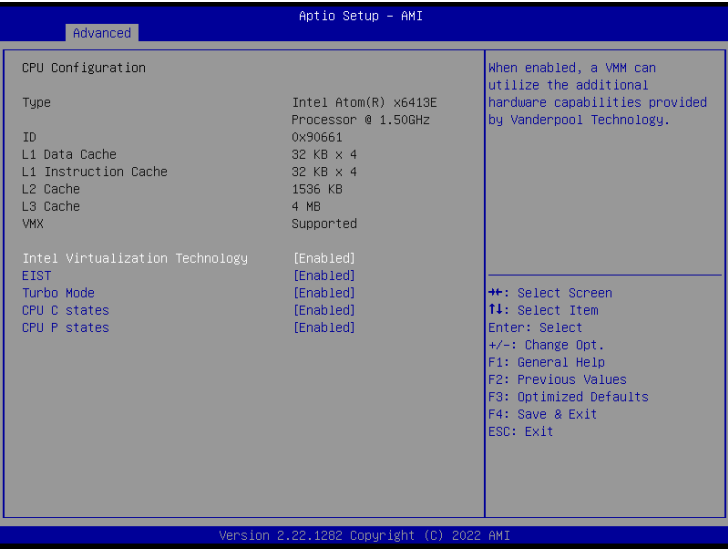 Aptio Setup – AMI
Advanced
CPU Configuration
Type Intel Atom(R) x6413E
Processor @ 1.50GHz
ID 0x90661
L1 Data Cache 32 KB x 4
L1 Instruction Cache 32 KB x 4
L2 Cache 1536 KB
L3 Cache 4 MB
VMX Supported
Intel Virtualization Technology [Enabled]
EIST [Enabled]
Turbo Mode [Enabled]
CPU C states [Enabled]
CPU P states [Enabled]
When enabled, a VMM can
utilize the additional
hardware capabilities provided
by Vanderpool Technology.
→←: Select Screen
↑↓: Select Item
Enter: Select
+/-: Change Opt.
F1: General Help
F2: Previous Values
F3: Optimized Defaults
F4: Save & Exit
ESC: Exit
Version 2.22.1282 Copyright (C) 2022 AMI